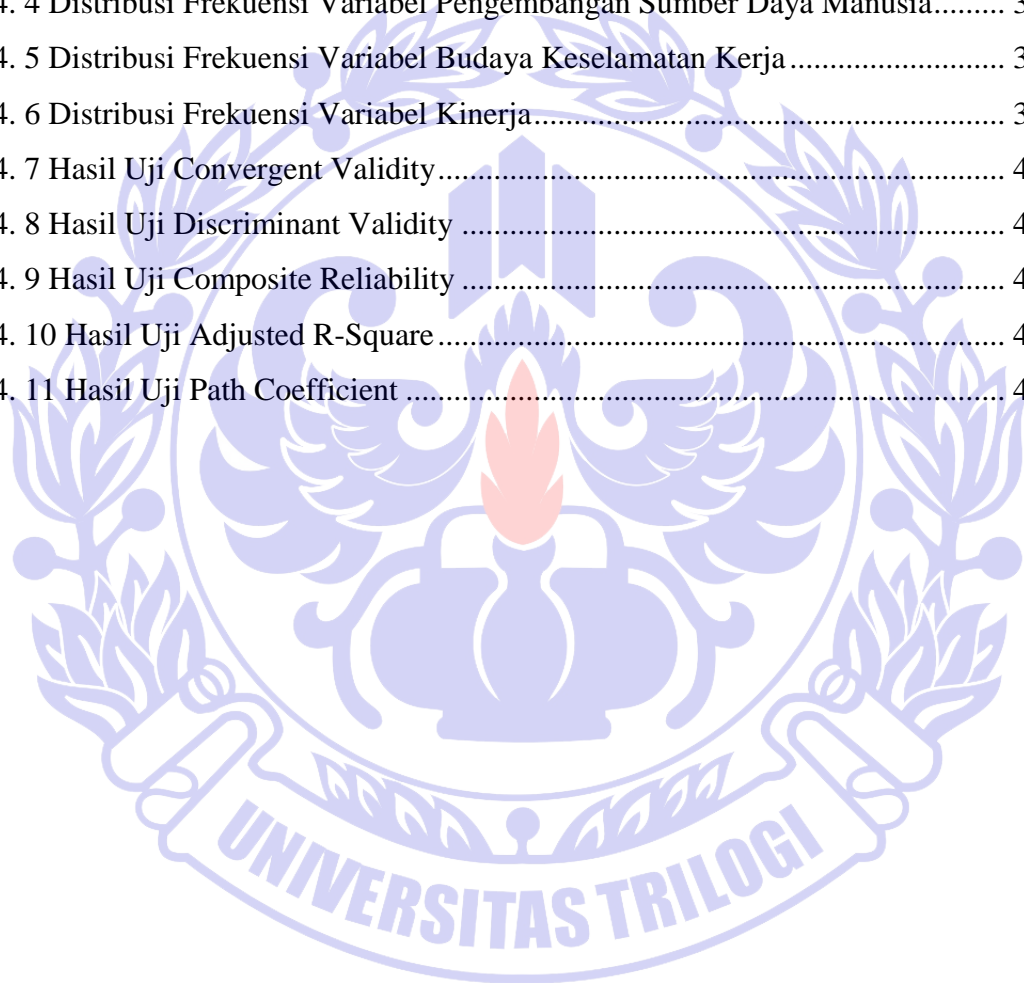 4. 4 Distribusi Frekuensi Variabel Pengembangan Sumber Daya Manusia......... 3
4. 5 Distribusi Frekuensi Variabel Budaya Keselamatan Kerja........................... 3
4. 6 Distribusi Frekuensi Variabel Kinerja........................................................... 3
4. 7 Hasil Uji Convergent Validity....................................................................... 4
4. 8 Hasil Uji Discriminant Validity .................................................................... 4
4. 9 Hasil Uji Composite Reliability .................................................................... 4
4. 10 Hasil Uji Adjusted R-Square....................................................................... 4
4. 11 Hasil Uji Path Coefficient ........................................................................... 4
UNIVERSITAS TRILOGI